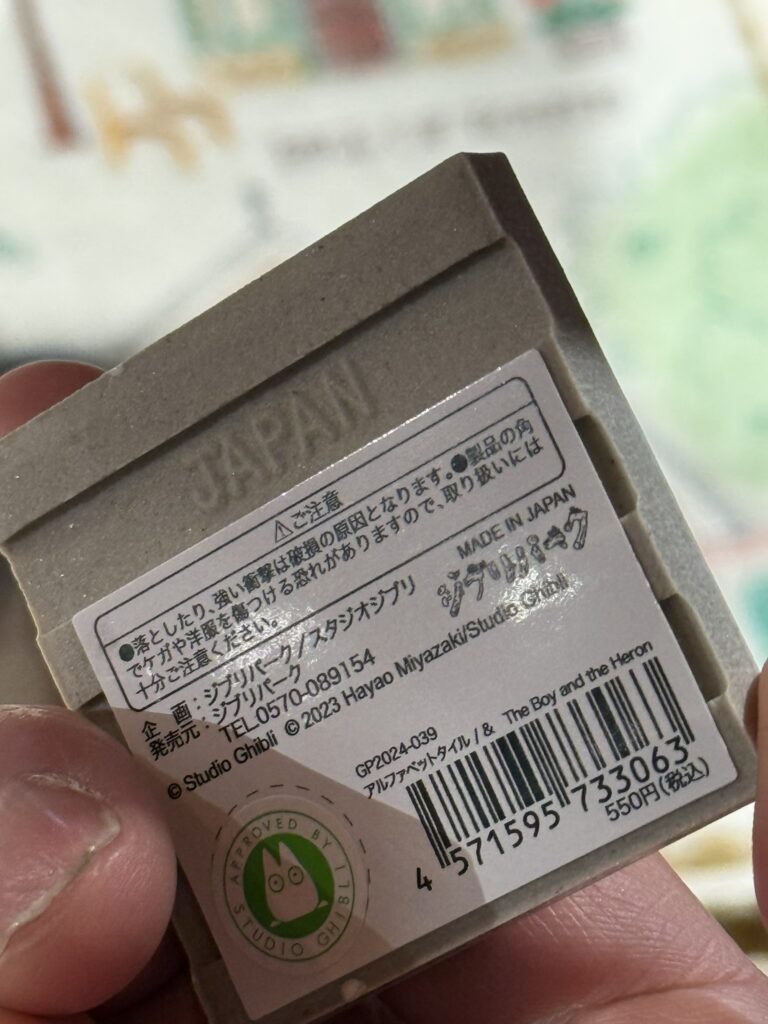 JAPAN
⚠ご注意
●落としたり、強い衝撃は破損の原因となります。●製品の角
でケガや洋服を傷つける恐れがありますので、取り扱いには
十分ご注意ください。
企　画：ジブリパーク/スタジオジブリ
発売元：ジブリパーク
TEL0570-089154
MADE IN JAPAN
ジブリパーク
© Studio Ghibli © 2023 Hayao Miyazaki/Studio Ghibli
GP2024-039
アルファベットタイル / & The Boy and the Heron
4 571595 733063
550円(税込)
APPROVED BY
STUDIO GHIBLI